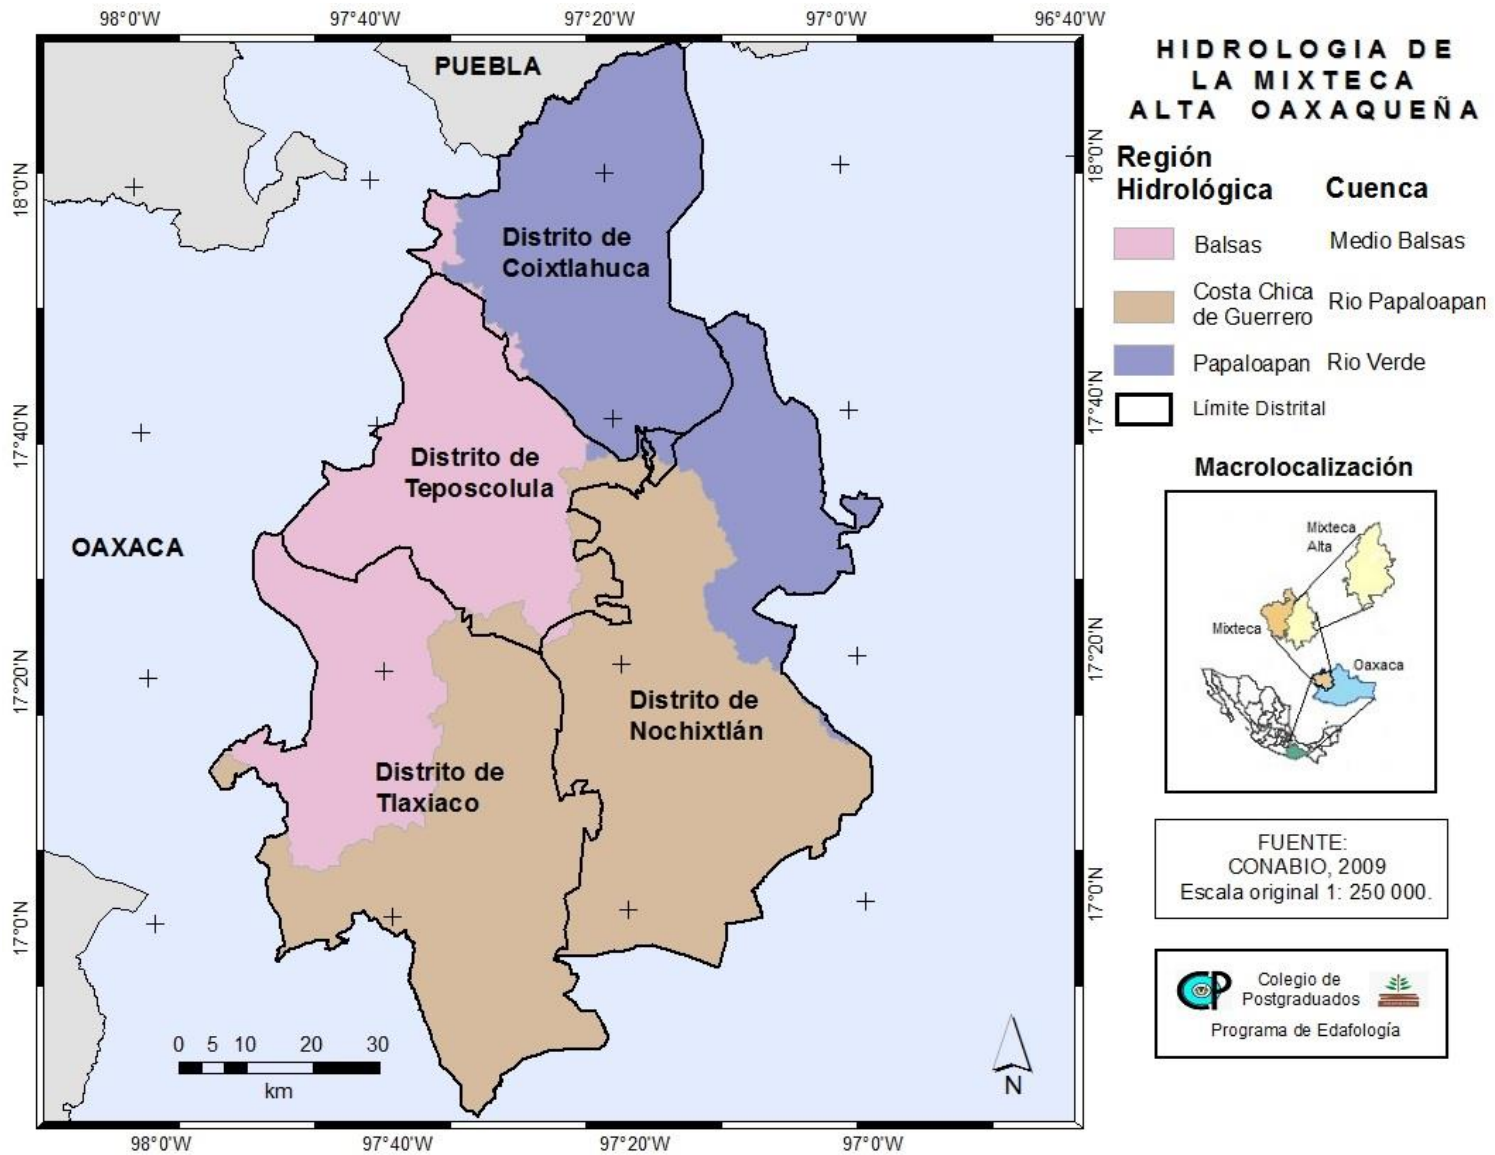 98°0'W 97°40'W 97°20'W 97°0'W 96°40'W
HIDROLOGIA DE
LA MIXTECA
ALTA OAXAQUEÑA
Región
Hidrológica Cuenca
Balsas Medio Balsas
Costa Chica
de Guerrero Rio Papaloapan
Papaloapan Rio Verde
Límite Distrital
PUEBLA
OAXACA
Distrito de
Coixtlahuca
Distrito de
Teposcolula
Distrito de
Nochixtlán
Distrito de
Tlaxiaco
18°0'N
17°40'N
17°20'N
17°0'N
18°0'N
17°40'N
17°20'N
17°0'N
0 5 10 20 30
km
N
98°0'W 97°40'W 97°20'W 97°0'W
Macrolocalización
Mixteca
Alta
Mixteca
Oaxaca
FUENTE:
CONABIO, 2009
Escala original 1: 250 000.
CP
Colegio de
Postgraduados
Programa de Edafología